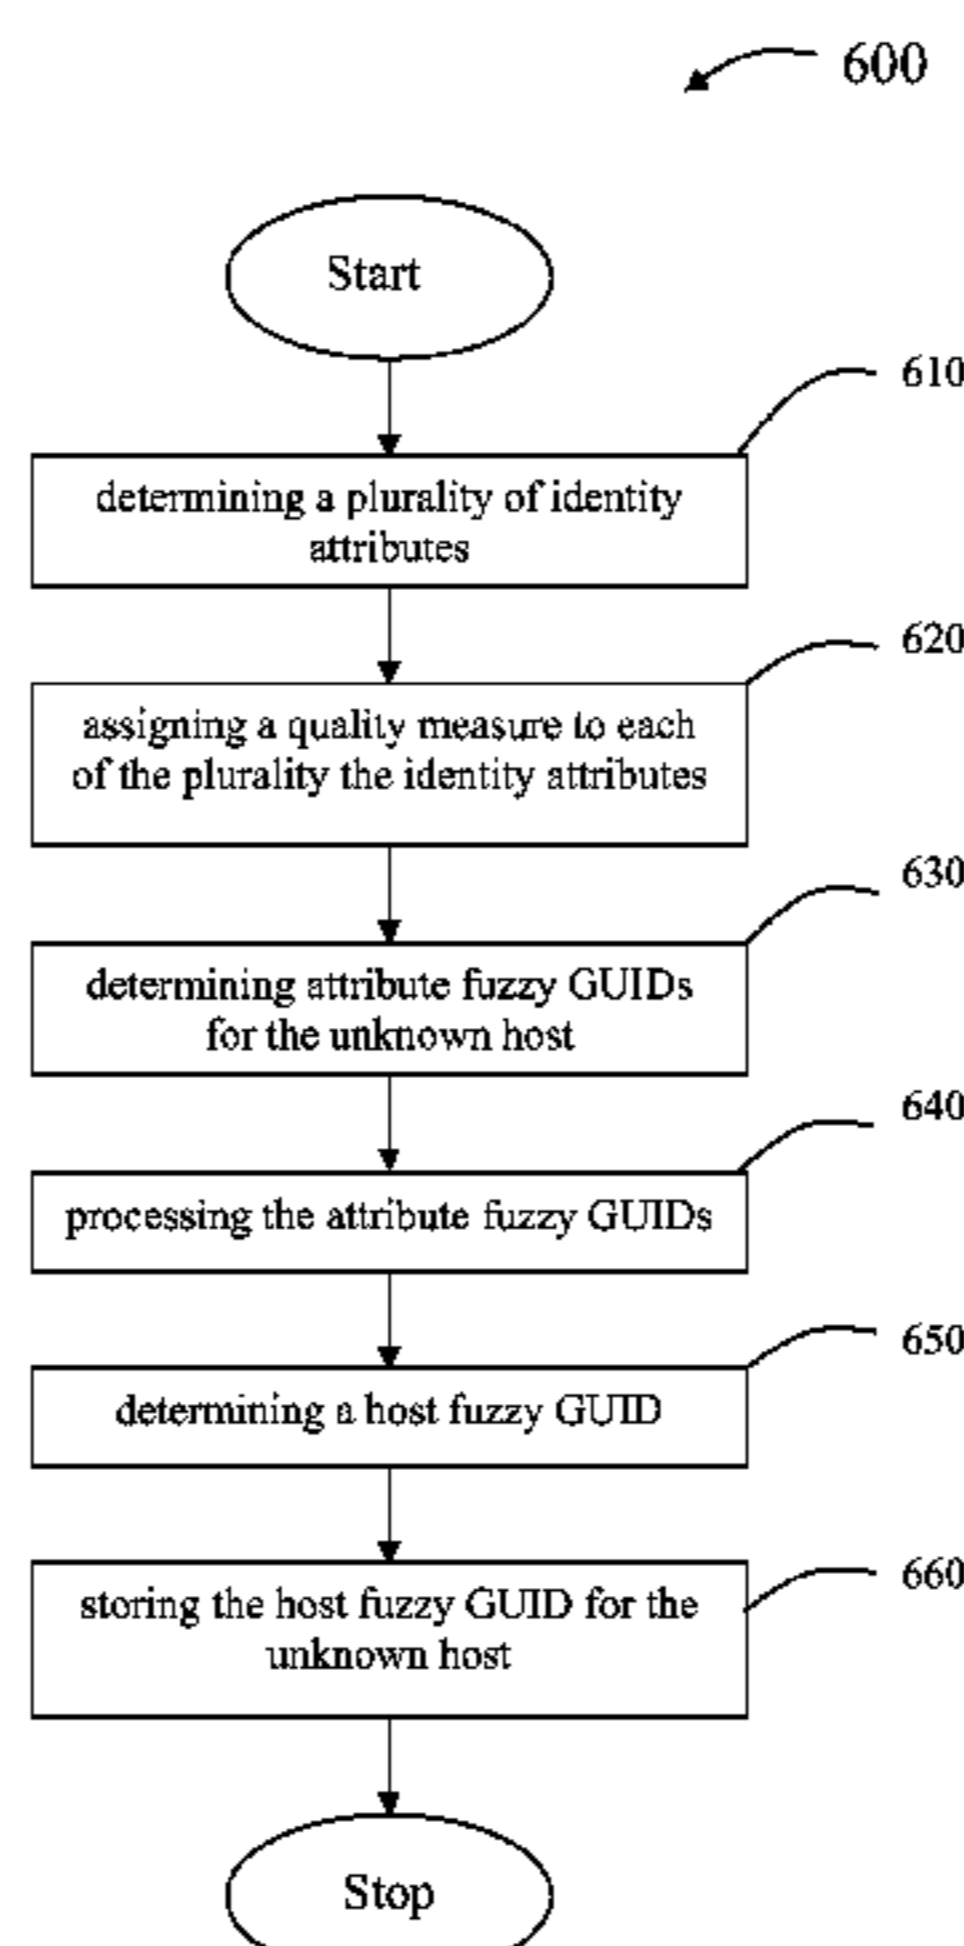 600
Start
610
determining a plurality of identity
attributes
620
assigning a quality measure to each
of the plurality the identity attributes
630
determining attribute fuzzy GUIDs
for the unknown host
640
processing the attribute fuzzy GUIDs
650
determining a host fuzzy GUID
660
storing the host fuzzy GUID for the
unknown host
Stop